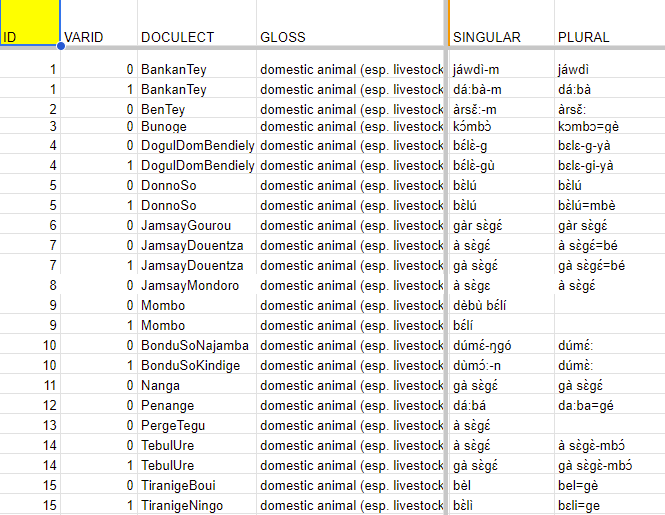 ID VARID DOCULECT GLOSS SINGULAR PLURAL
1 0 BankanTey domestic animal (esp. livestock jáwdì-m jáwdì
1 1 BankanTey domestic animal (esp. livestock dá:bà-m dá:bà
2 0 BenTey domestic animal (esp. livestock àrsɛ̌:-m àrsɛ̌:
3 0 Bunoge domestic animal (esp. livestock kɔ́mbɔ̀ kɔmbɔ=gè
4 0 DogulDomBendiely domestic animal (esp. livestock bɛ́lɛ̀-g bɛlɛ-g-yà
4 1 DogulDomBendiely domestic animal (esp. livestock bɛ́lɛ-gù bɛlɛ-gi-yà
5 0 DonnoSo domestic animal (esp. livestock bɛ̀lú bɛ̀lú
5 0 DonnoSo domestic animal (esp. livestock bɛ̀lú bɛ̀lú=mbè
6 0 JamsayGourou domestic animal (esp. livestock gàr sɛ̀gɛ́ gàr sɛ̀gɛ́
7 0 JamsayDouentza domestic animal (esp. livestock à sɛ̀gɛ́ à sɛ̀gɛ́=bé
7 1 JamsayDouentza domestic animal (esp. livestock gà sɛ̀gɛ́ gà sɛ̀gɛ́=bé
8 0 JamsayMondoro domestic animal (esp. livestock à sɛ̀gɛ à sɛ̀gɛ́
9 0 Mombo domestic animal (esp. livestock dèbù bɛ́lí
9 1 Mombo domestic animal (esp. livestock bɛ́lí
10 0 BonduSoNajamba domestic animal (esp. livestock dúmɛ́-ŋgó dúmɛ́:
10 1 BonduSoKindige domestic animal (esp. livestock dùmɔ́:-n dúmɛ̀:
11 0 Nanga domestic animal (esp. livestock gà sɛ̀gɛ́ gà sɛ̀gɛ́
12 0 Penange domestic animal (esp. livestock dá:bá da:ba=gé
13 0 PergeTegu domestic animal (esp. livestock à sɛ̀gɛ́
14 0 TebulUre domestic animal (esp. livestock à sɛ̀gɛ́ à sɛ̀gɛ̀-mbɔ́
14 1 TebulUre domestic animal (esp. livestock gà sɛ̀gɛ́ gà sɛ̀gɛ̀-mbɔ́
15 0 TiranigeBoui domestic animal (esp. livestock bèl bel=gè
15 1 TiranigeNingo domestic animal (esp. livestock bɛ̀lì bɛli=ge